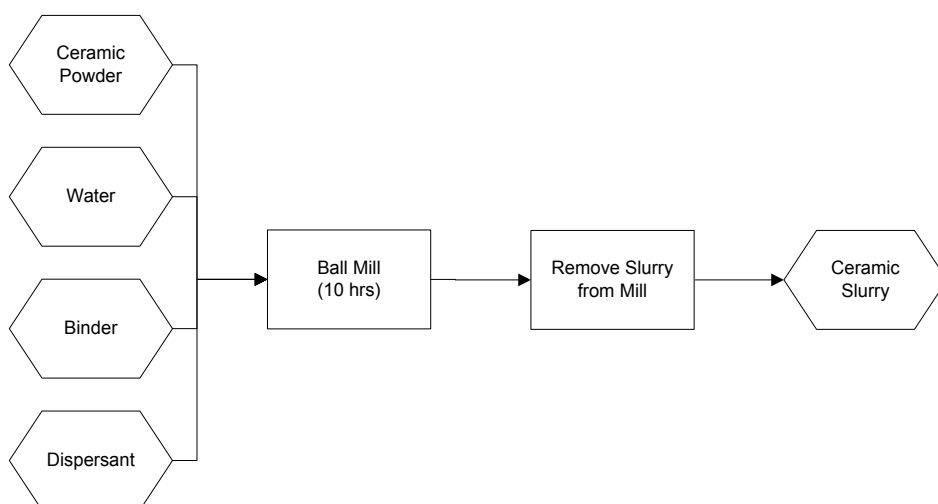 Ceramic
Powder
Water
Binder
Dispersant
Ball Mill
(10 hrs)
Remove Slurry
from Mill
Ceramic
Slurry